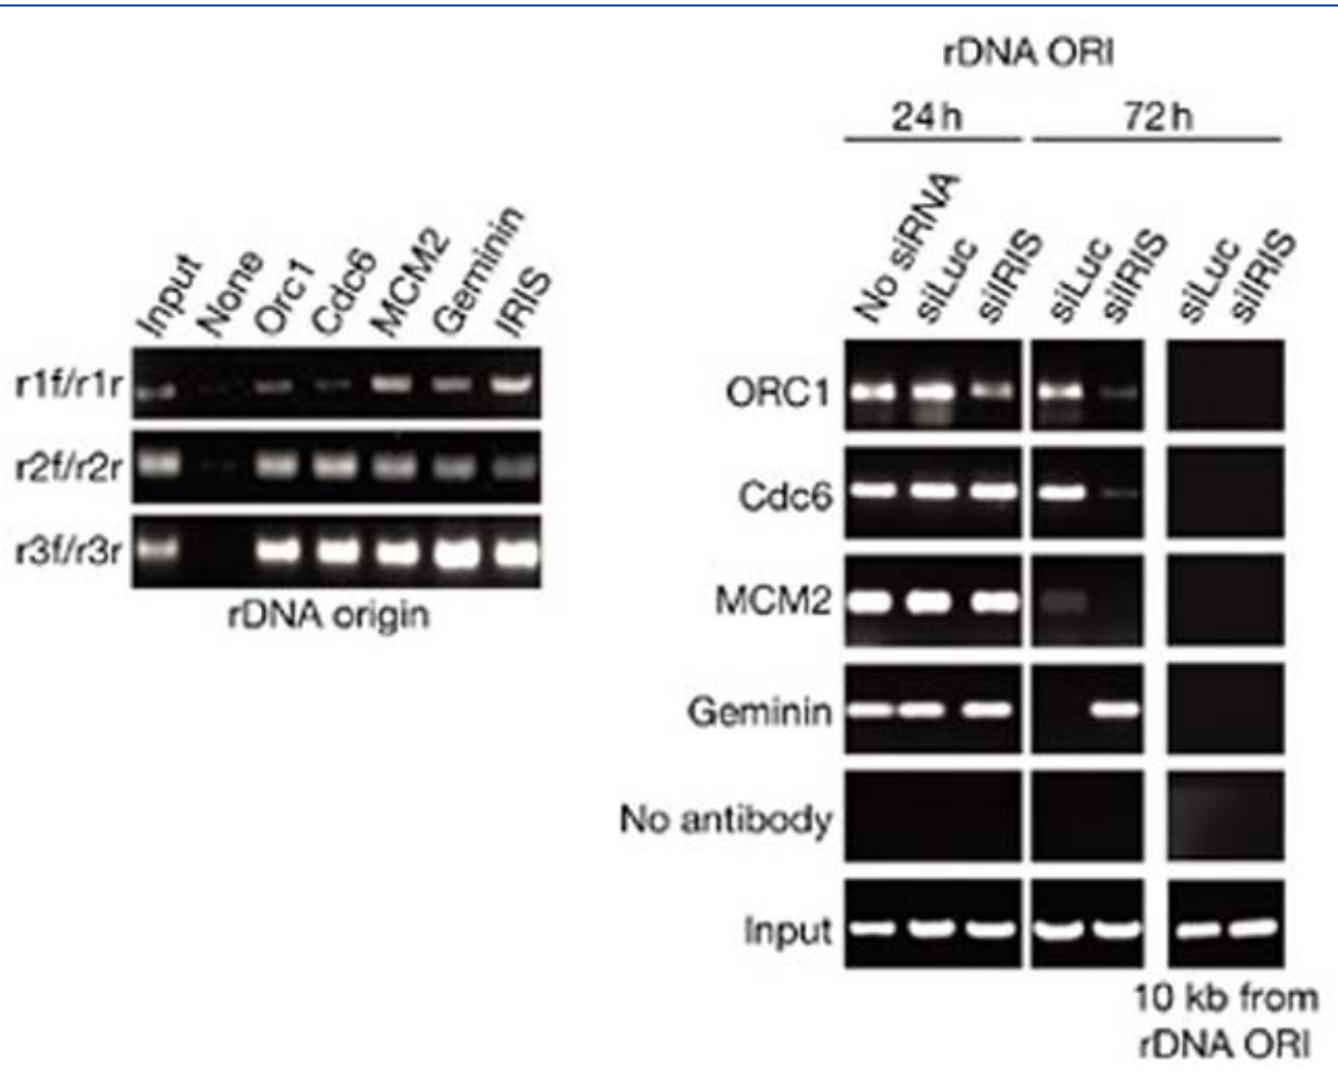 Input
None
Orc1
Cdc6
MCM2
Geminin
IRIS
r1f/r1r
r2f/r2r
r3f/r3r
rDNA origin
rDNA ORI
24 h
72 h
No siRNA
siLuc
siIRIS
siLuc
siIRIS
siLuc
siIRIS
ORC1
Cdc6
MCM2
Geminin
No antibody
Input
10 kb from
rDNA ORI